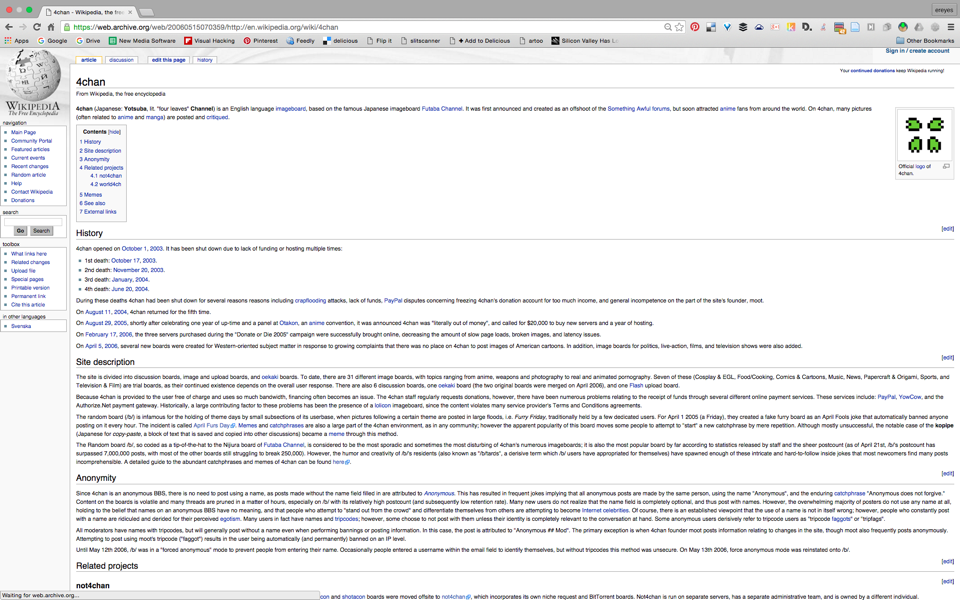 4chan - Wikipedia, the free
ereyes
https://web.archive.org/web/20060515070359/http://en.wikipedia.org/wiki/4chan
Apps Google Drive New Media Software Visual Hacking Pinterest Feedly delicious Flip it slitscanner + Add to Delicious artoo Silicon Valley Has Other Bookmarks
Sign in / create account
article discussion edit this page history
Your continued donations keep Wikipedia running!
4chan
From Wikipedia, the free encyclopedia
4chan (Japanese: Yotsuba, lit. "four leaves" Channel) is an English language imageboard, based on the famous Japanese imageboard Futaba Channel. It was first announced and created as an offshoot of the Something Awful forums, but soon attracted anime fans from around the world. On 4chan, many pictures
(often related to anime and manga) are posted and critiqued.
Official logo of
4chan.
WIKIPEDIA
The Free Encyclopedia
navigation
Main Page
Community Portal
Featured articles
Current events
Recent changes
Random article
Help
Contact Wikipedia
Donations
search
Go Search
toolbox
What links here
Related changes
Upload file
Special pages
Printable version
Permanent link
Cite this article
in other languages
Svenska
Contents [hide]
1 History
2 Site description
3 Anonymity
4 Related projects
4.1 not4chan
4.2 world4ch
5 Memes
6 See also
7 External links
History
[edit]
4chan opened on October 1, 2003. It has been shut down due to lack of funding or hosting multiple times:
1st death: October 17, 2003.
2nd death: November 20, 2003.
3rd death: January, 2004.
4th death: June 20, 2004.
During these deaths 4chan had been shut down for several reasons reasons including crapflooding attacks, lack of funds, PayPal disputes concerning freezing 4chan's donation account for too much income, and general incompetence on the part of the site's founder, moot.
On August 11, 2004, 4chan returned for the fifth time.
On August 29, 2005, shortly after celebrating one year of up-time and a panel at Otakon, an anime convention, it was announced 4chan was "literally out of money", and called for $20,000 to buy new servers and a year of hosting.
On February 17, 2006, the three servers purchased during the "Donate or Die 2005" campaign were successfully brought online, decreasing the amount of slow page loads, broken images, and latency issues.
On April 5, 2006, several new boards were created for Western-oriented subject matter in response to growing complaints that there was no place on 4chan to post images of American cartoons. In addition, image boards for politics, live-action, films, and television shows were also added.
Site description
[edit]
The site is divided into discussion boards, image and upload boards, and oekaki boards. To date, there are 31 different image boards, with topics ranging from anime, weapons and photography to real and animated pornography. Seven of these (Cosplay & EGL, Food/Cooking, Comics & Cartoons, Music, News, Papercraft & Origami, Sports, and
Television & Film) are trial boards, as their continued existence depends on the overall user response. There are also 6 discussion boards, one oekaki board (the two original boards were merged on April 2006), and one Flash upload board.
Because 4chan is provided to the user free of charge and uses so much bandwidth, financing often becomes an issue. The 4chan staff regularly requests donations, however, there have been numerous problems relating to the receipt of funds through several different online payment services. These services include: PayPal, YowCow, and the
Authorize.Net payment gateway. Historically, a large contributing factor to these problems has been the presence of a lolicon imageboard, since the content violates many service provider's Terms and Conditions agreements.
The random board (/b/) is infamous for the holding of theme days by small subsections of its userbase, when pictures following a certain theme are posted in large floods, i.e. Furry Friday, traditionally held by a few dedicated users. For April 1 2005 (a Friday), they created a fake furry board as an April Fools joke that automatically banned anyone
posting on it every hour. The incident is called April Furs Day. Memes and catchphrases are also a large part of the 4chan environment, as in any community; however the apparent popularity of this board moves some people to attempt to "start" a new catchphrase by mere repetition. Although mostly unsuccessful, the notable case of the kopipe
(Japanese for copy-paste, a block of text that is saved and copied into other discussions) became a meme through this method.
The Random board /b/, so coded as a tip-of-the-hat to the Nijiura board of Futaba Channel, is considered to be the most sporadic and sometimes the most disturbing of 4chan's numerous imageboards; it is also the most popular board by far according to statistics released by staff and the sheer postcount (as of April 21st, /b/'s postcount has
surpassed 7,000,000 posts, with most of the other boards still struggling to break 250,000). However, the humor and creativity of /b/'s residents (also known as "/b/tards", a derisive term which /b/ users have appropriated for themselves) have spawned enough of these intricate and hard-to-follow inside jokes that most newcomers find many posts
incomprehensible. A detailed guide to the abundant catchphrases and memes of 4chan can be found here.
Anonymity
[edit]
Since 4chan is an anonymous BBS, there is no need to post using a name, as posts made without the name field filled in are attributed to Anonymous. This has resulted in frequent jokes implying that all anonymous posts are made by the same person, using the name "Anonymous", and the enduring catchphrase "Anonymous does not forgive."
Content on the boards is volatile and many threads are pruned in a matter of hours, especially on /b/ with its relatively high postcount (and subsequently low retention rate). Many new users do not realize that the name field is completely optional, and thus post with names. However, the overwhelming majority of posters do not use any name at all,
holding to the belief that names on an anonymous BBS have no meaning, and that people who attempt to "stand out from the crowd" and differentiate themselves from others are attempting to become Internet celebrities. Of course, there is an established viewpoint that the use of a name is not in itself wrong; however, people who constantly post
with a name are ridiculed and derided for their perceived egotism. Many users in fact have names and tripcodes; however, some choose to not post with them unless their identity is completely relevant to the conversation at hand. Some anonymous users derisively refer to tripcode users as "tripcode faggots" or "tripfags".
All moderators have names with tripcodes, but will generally post without a name even when performing bannings or posting information. In this case, the post is attributed to "Anonymous ## Mod". The primary exception is when 4chan founder moot posts information relating to changes in the site, though moot also frequently posts anonymously.
Attempting to post using moot's tripcode ("faggot") results in the user being automatically (and permanently) banned on an IP level.
Until May 12th 2006, /b/ was in a "forced anonymous" mode to prevent people from entering their name. Occasionally people entered a username within the email field to identify themselves, but without tripcodes this method was unsecure. On May 13th 2006, force anonymous mode was reinstated onto /b/.
Related projects
[edit]
not4chan
[edit]
Waiting for web.archive.org...
con and shotacon boards were moved offsite to not4chan, which incorporates its own niche request and BitTorrent boards. Not4chan is run on separate servers, has a separate administrative team, and is owned by a different individual.